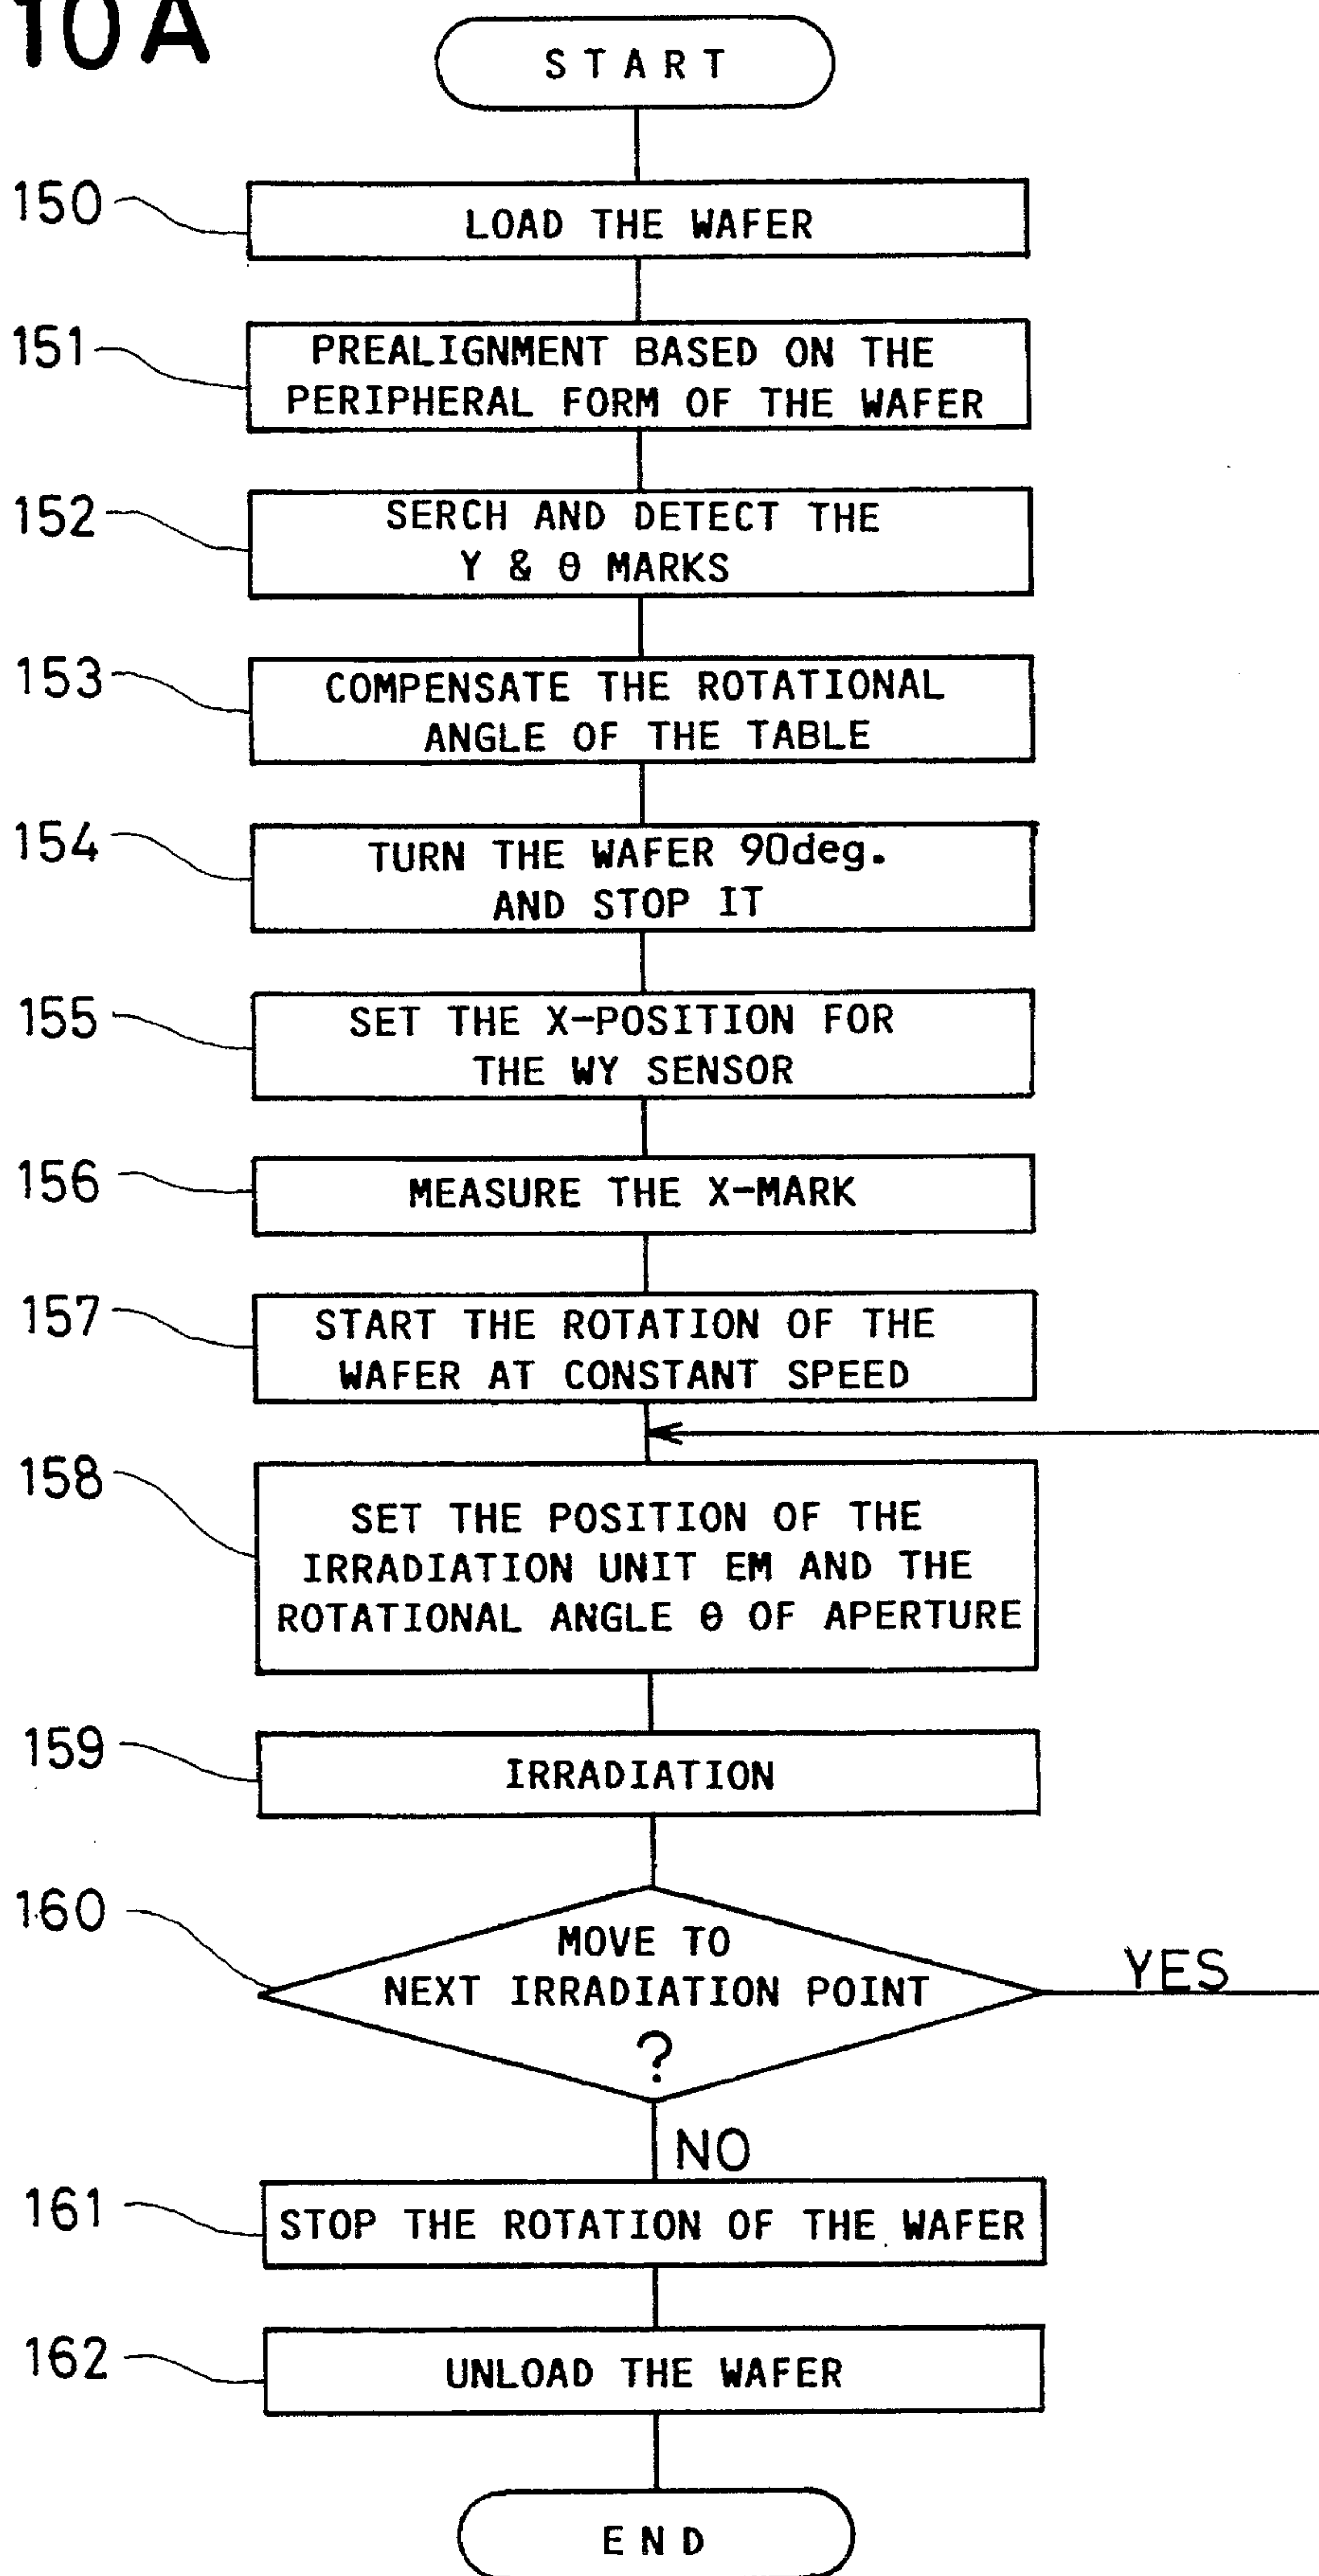 10A
START
150
LOAD THE WAFER
151
PREALIGNMENT BASED ON THE
PERIPHERAL FORM OF THE WAFER
152
SERCH AND DETECT THE
Y & θ MARKS
153
COMPENSATE THE ROTATIONAL
ANGLE OF THE TABLE
154
TURN THE WAFER 90deg.
AND STOP IT
155
SET THE X-POSITION FOR
THE WY SENSOR
156
MEASURE THE X-MARK
157
START THE ROTATION OF THE
WAFER AT CONSTANT SPEED
158
SET THE POSITION OF THE
IRRADIATION UNIT EM AND THE
ROTATIONAL ANGLE θ OF APERTURE
159
IRRADIATION
160
MOVE TO
NEXT IRRADIATION POINT
?
YES
NO
161
STOP THE ROTATION OF THE WAFER
162
UNLOAD THE WAFER
END